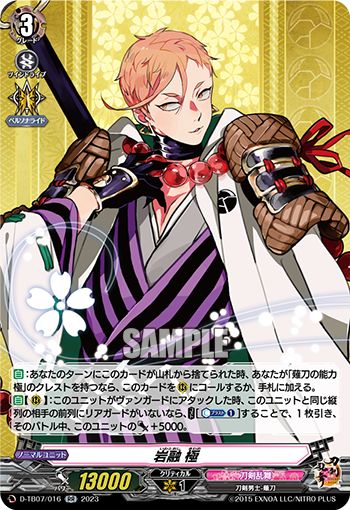 3
グレード
ツインドライブ
ペルソナライド
SAMPLE
自:あなたのターンにこのカードが山札から捨てられた時、あなたが「薙刀の能力
極」のクレストを持つなら、このカードをRにコールするか、手札に加える。
自【R】:このユニットがヴァンガードにアタックした時、このユニットと同じ縦
列の相手の前列にリアガードがいないなら、【ブラスト1】することで、1枚引き、
そのバトル中、このユニットの+5000。
ノーマルユニット
岩融 極
パワー 13000
クリティカル
1
刀剣乱舞
刀剣男士・薙刀
D-TB07/016 RR 2023
©2015 EXNOA LLC/NITRO PLUS